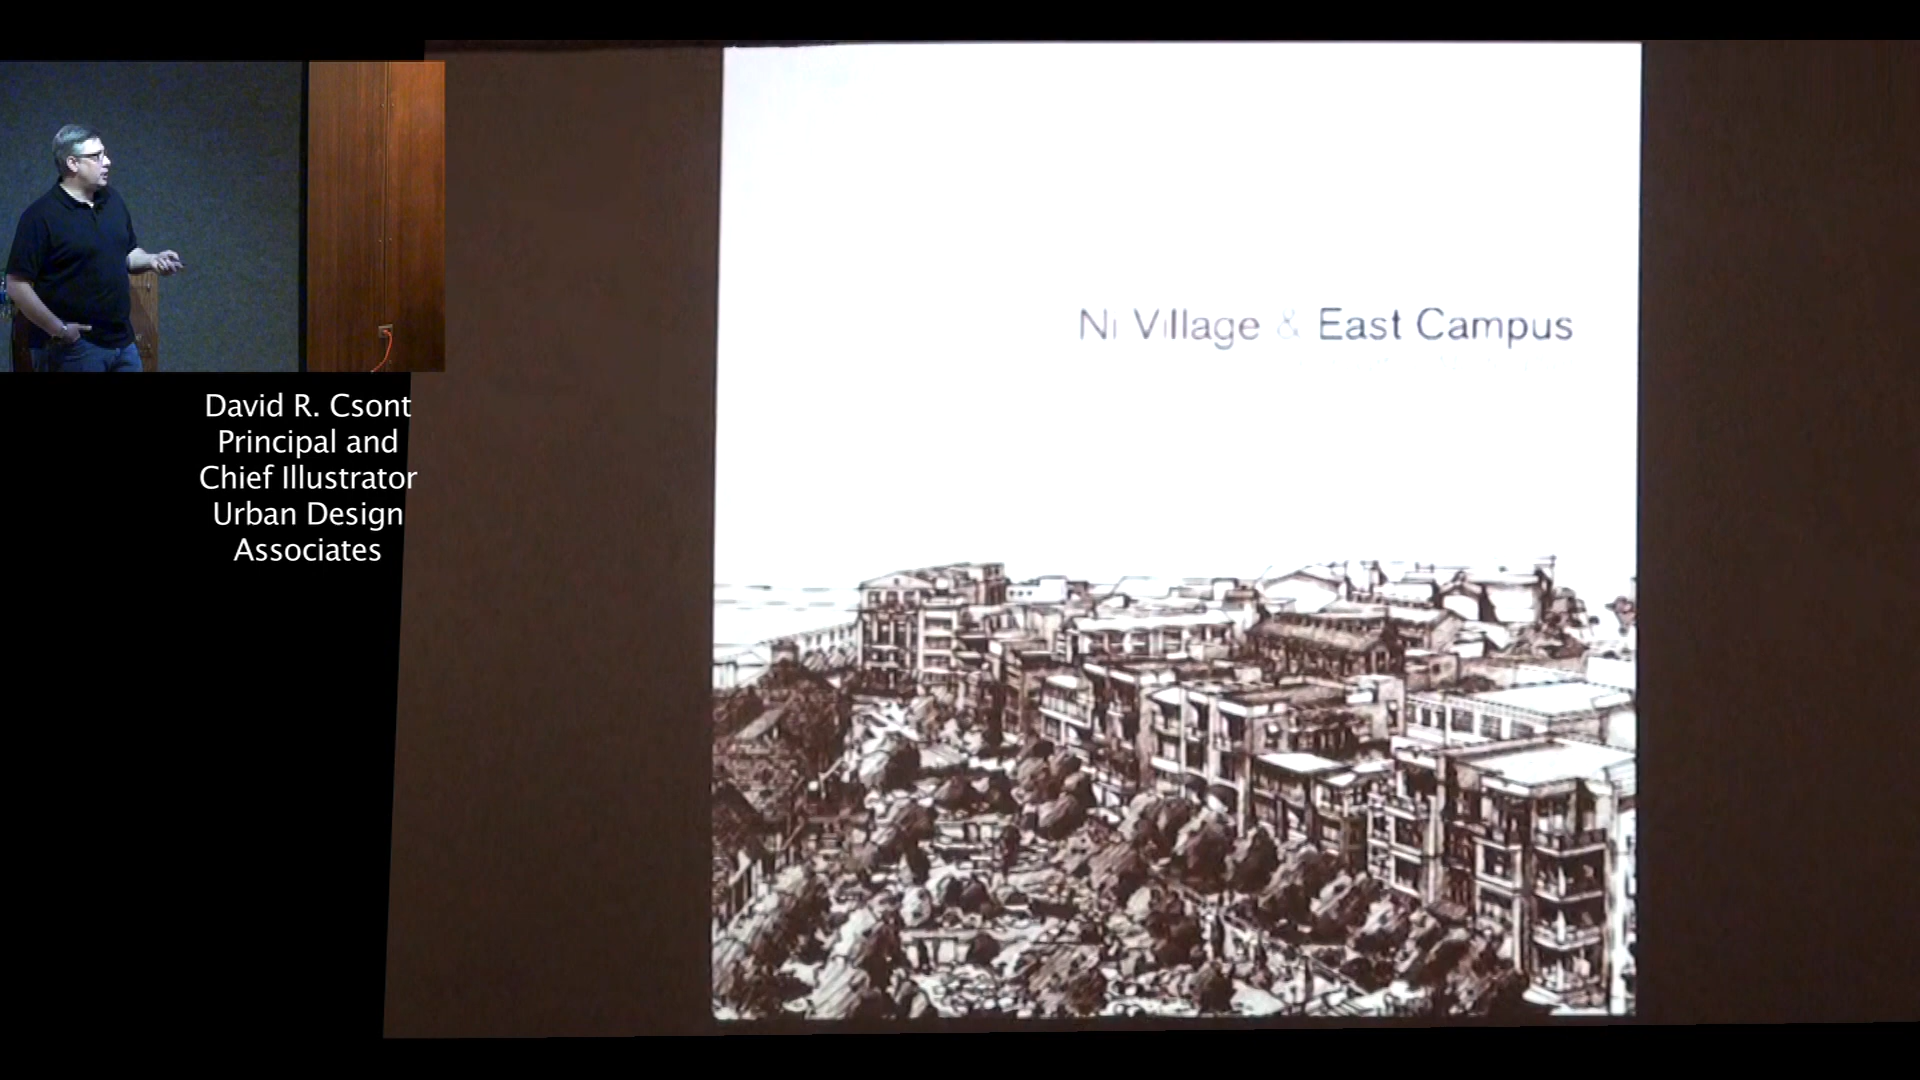 Ni Village & East Campus
David R. Csont
Principal and
Chief Illustrator
Urban Design
Associates